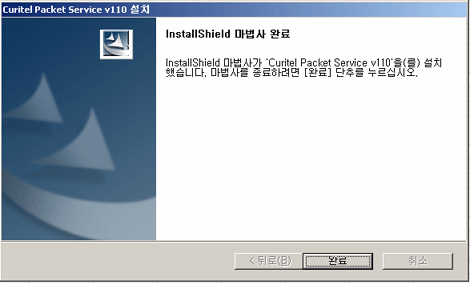 Curitel Packet Service v110 설치
InstallShield 마법사 완료
InstallShield 마법사가 'Curitel Packet Service v110'을(를) 설치
했습니다. 마법사를 종료하려면 [완료] 단추를 누르십시오.
< 뒤로(B)
완료
취소